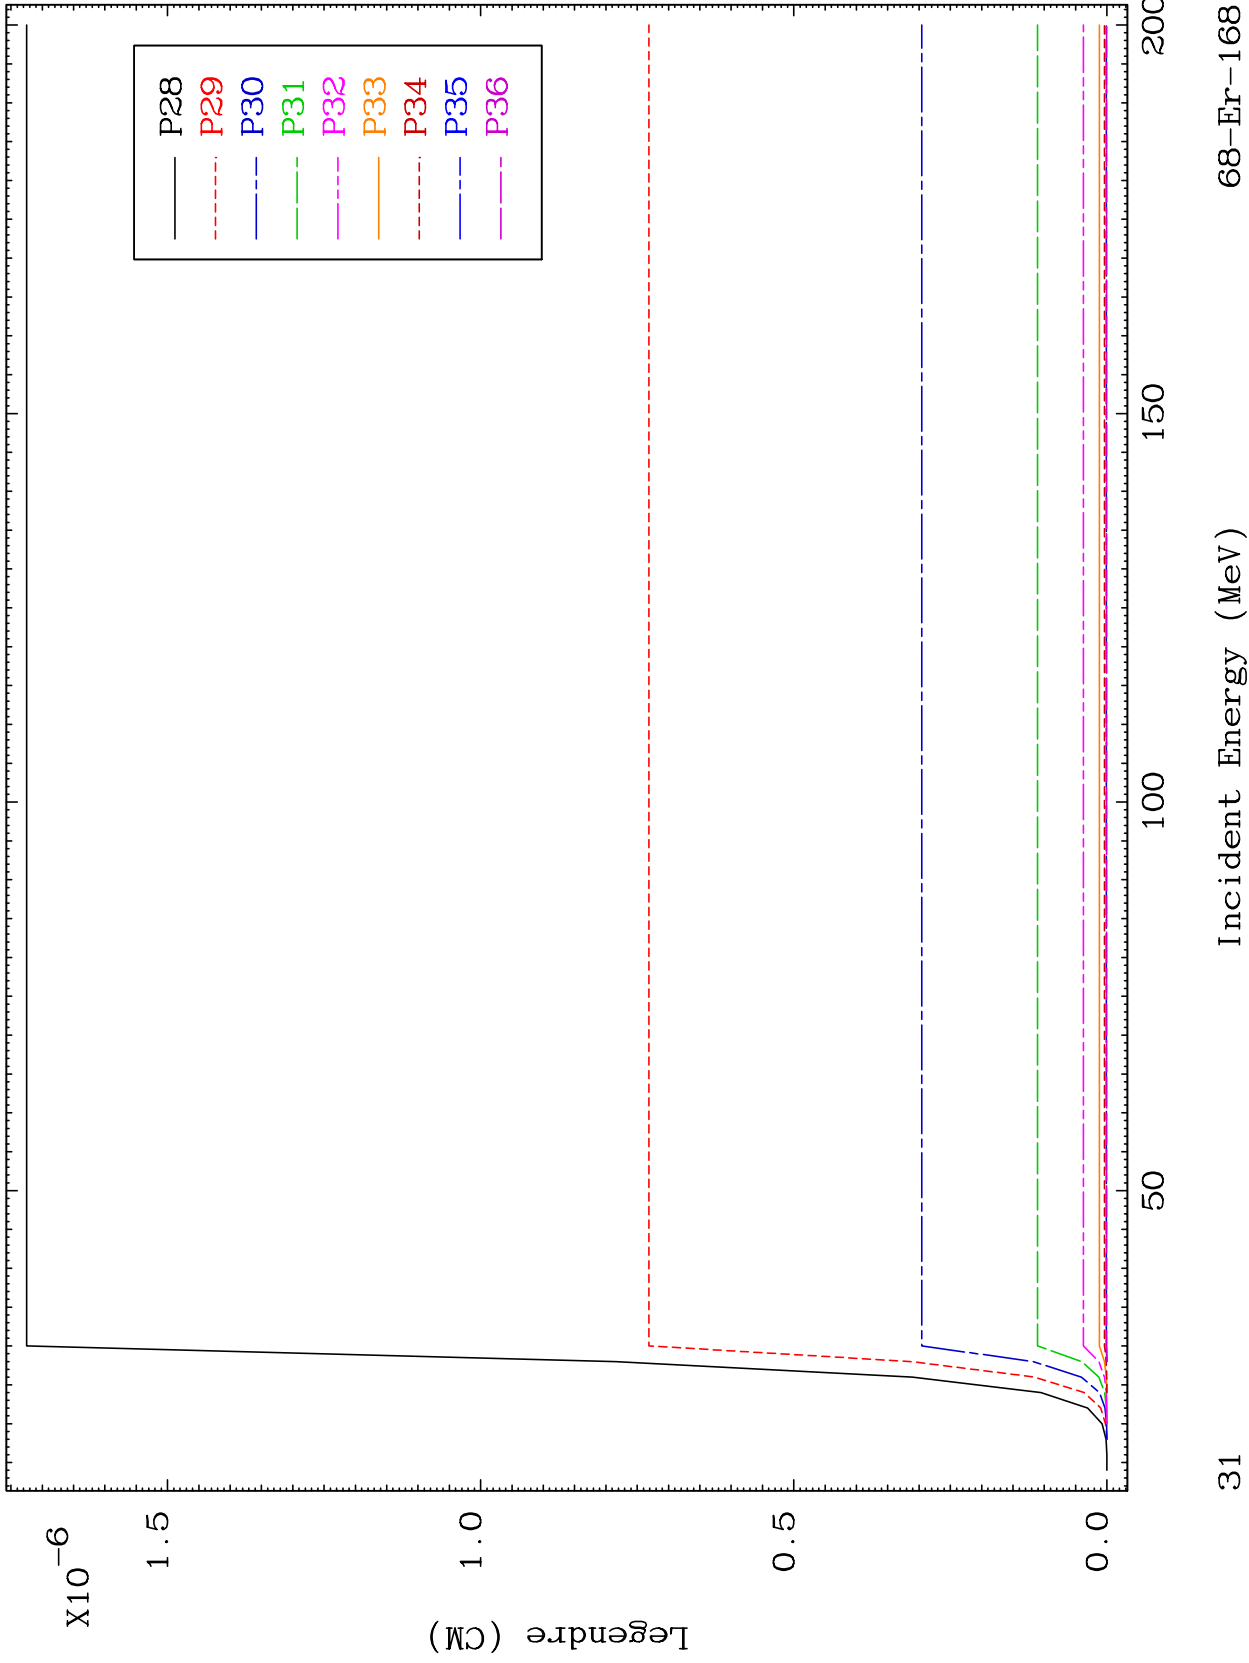 X10-6
1.5
1.0
0.5
0.0
Legendre (CM)
P28
P29
P30
P31
P32
P33
P34
P35
P36
50
100
150
200
Incident Energy (MeV)
31
68-Er-168